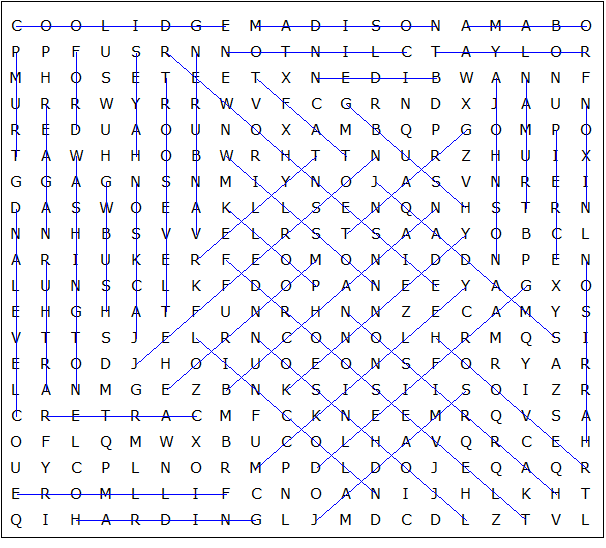 C O O L I D G E M A D I S O N A M A B O
P P F U S R N N O T N I L C T A Y L O R
M H O S E T E E T X N E D I B W A N N F
U R R W Y R R W V F C G R N D X J A U N
R E D U A O U N O X A M B Q P G O M P O
T A W H H O B W R H T T N U R Z H U I X
G G A G N S N M I Y N O J A S V N R E I
D A S W O E A K L L S E N Q N H S T R N
N N H B S V V E L R S T S A A Y O B C L
A R I U K E R F E O M O N I D D N P E N
L U N S C L K F D O P A N E E Y A G X O
E H G H A T F U N R H N N Z E C A M Y S
V T T S J E L R N C O N O L H R M Q S I
E R O D J H O I U O E O N S F O R Y A R
L A N M G E Z B N K S I S I I S O I Z R
C R E T R A C M F C K N E E M R Q V S A
O F L Q M W X B U C O L H A V Q R C E H
U Y C P L N O R M P D L D O J E Q A Q R
E R O M L L I F C N O A N I J H L K H T
Q I H A R D I N G L J M D C D L Z T V L